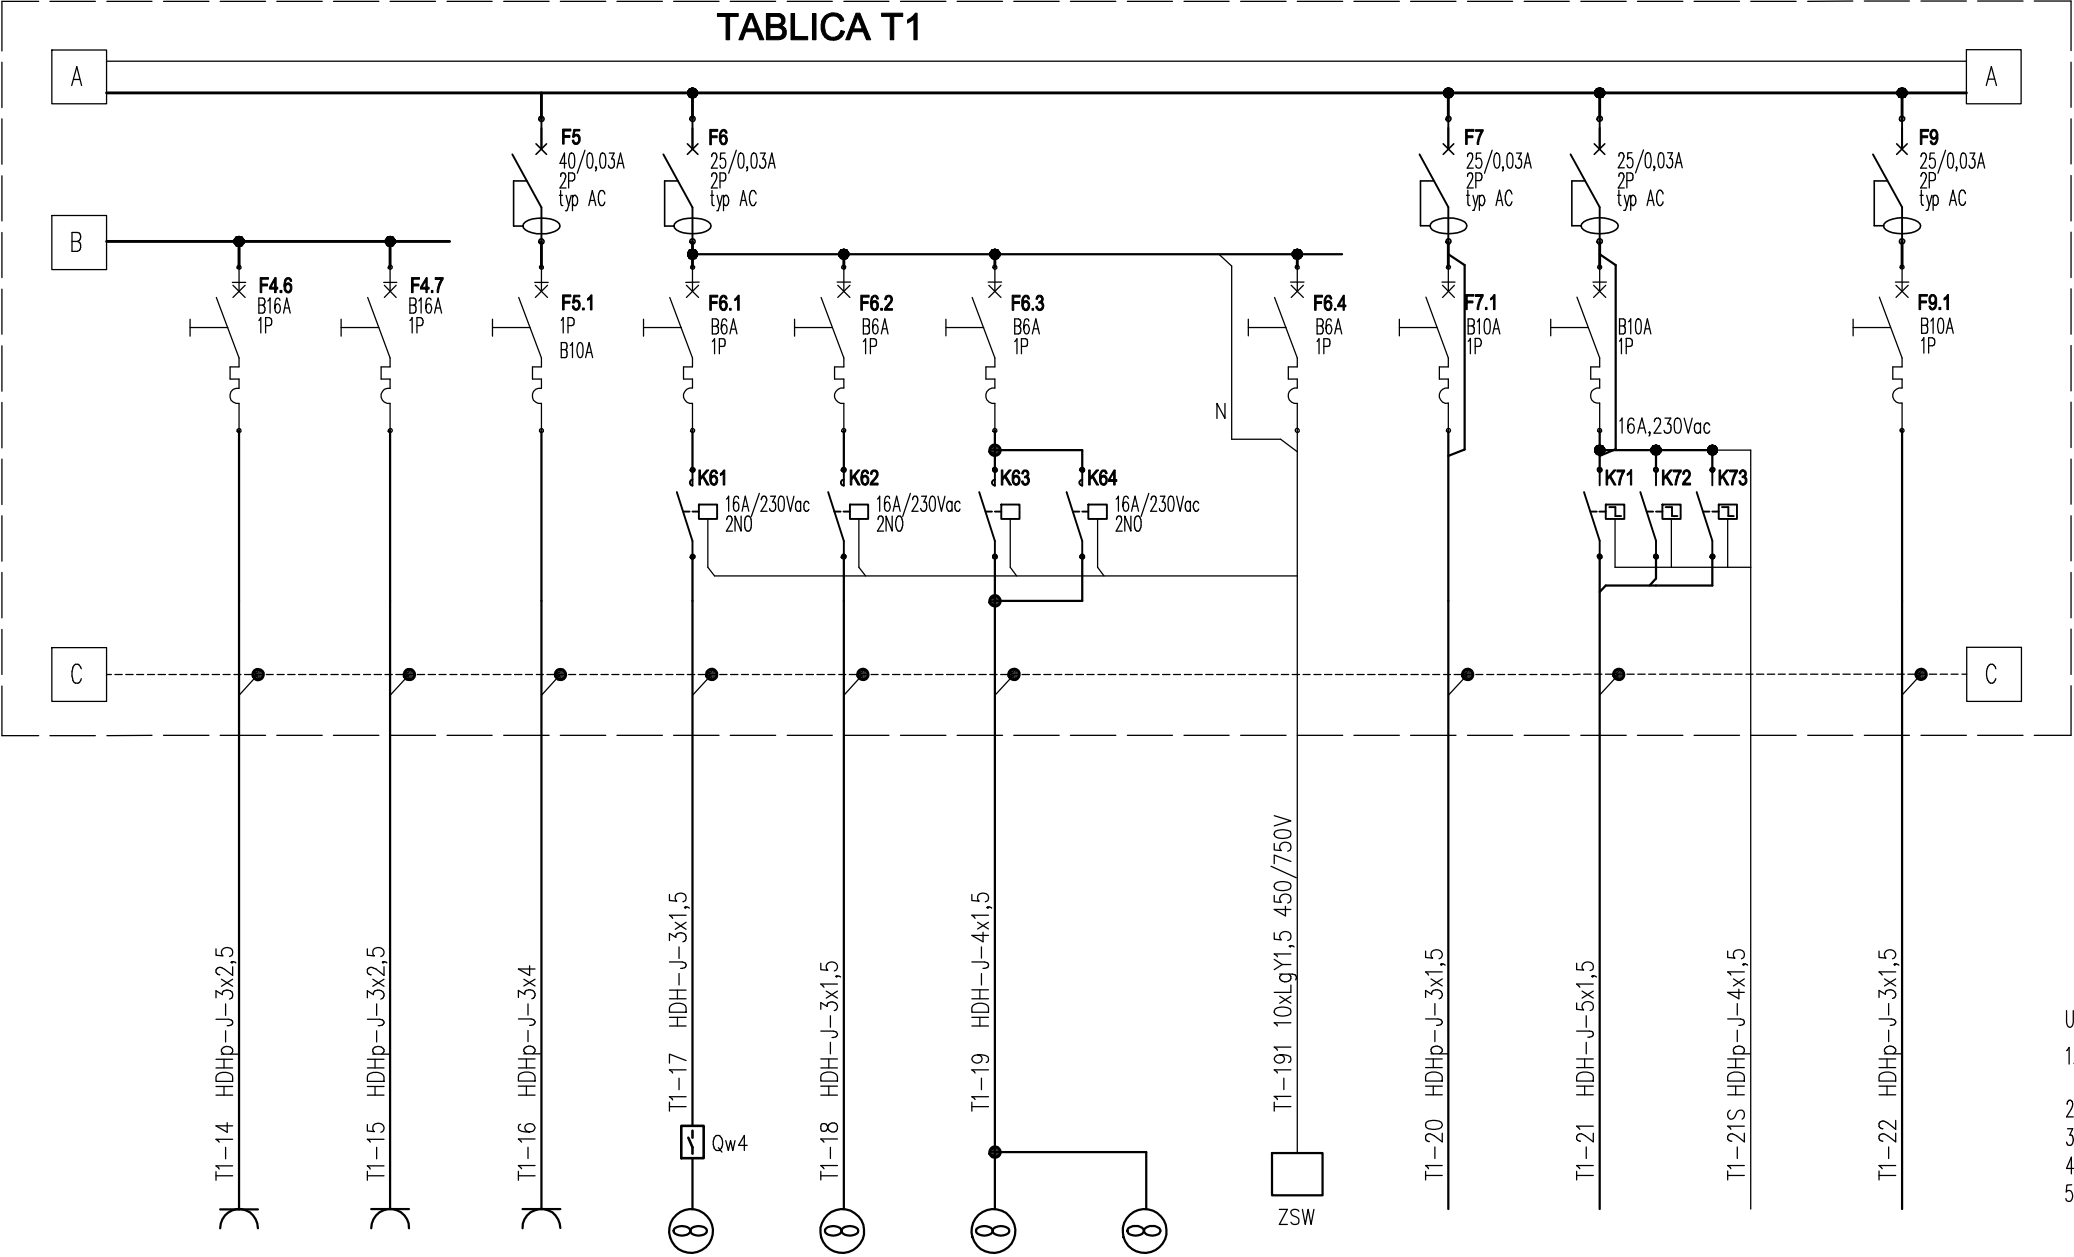 TABLICA T1
A
A
F5
40/0,03A
2P
typ AC
F6
25/0,03A
2P
typ AC
F7
25/0,03A
2P
typ AC
25/0,03A
2P
typ AC
F9
25/0,03A
2P
typ AC
B
F4.6
B16A
1P
F4.7
B16A
1P
F5.1
1P
B10A
F6.1
B6A
1P
F6.2
B6A
1P
F6.3
B6A
1P
F6.4
B6A
1P
F7.1
B10A
1P
B10A
1P
F9.1
B10A
1P
N
16A,230Vac
K61
16A/230Vac
2NO
K62
16A/230Vac
2NO
K63
K64
16A/230Vac
2NO
K71
K72
K73
C
C
T1-14 HDHp-J-3x2,5
T1-15 HDHp-J-3x2,5
T1-16 HDHp-J-3x4
T1-17 HDH-J-3x1,5
T1-18 HDH-J-3x1,5
T1-19 HDH-J-4x1,5
T1-191 10xLgY1,5 450/750V
T1-20 HDHp-J-3x1,5
T1-21 HDH-J-5x1,5
T1-21S HDHp-J-4x1,5
T1-22 HDHp-J-3x1,5
Qw4
ZSW
U
1.
2
3
4
5